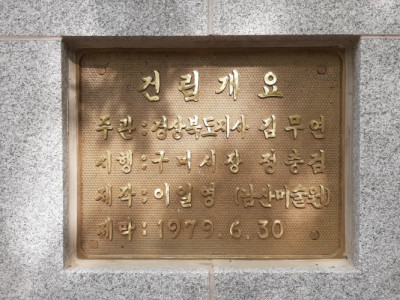 건립개요
주관:경상북도지사 김무연
시행:구미시장 정충검
제작:이일영 (남산미술원)
제막:1979.6.30